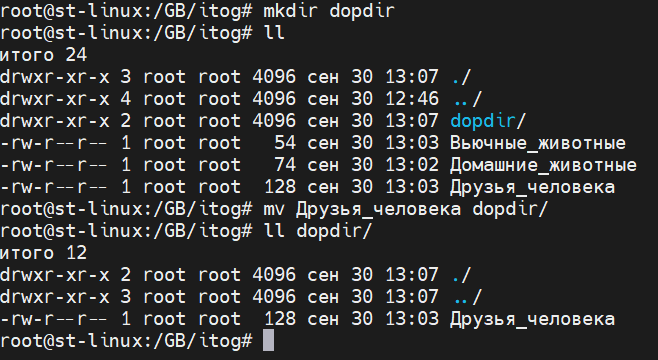 root@st-linux:/GB/itog# mkdir dopdir
root@st-linux:/GB/itog# ll
итого 24
drwxr-xr-x 3 root root 4096 сен 30 13:07 ./
drwxr-xr-x 4 root root 4096 сен 30 12:46 ../
drwxr-xr-x 2 root root 4096 сен 30 13:07 dopdir/
-rw-r--r-- 1 root root   54 сен 30 13:03 Вьючные_животные
-rw-r--r-- 1 root root   74 сен 30 13:02 Домашние_животные
-rw-r--r-- 1 root root  128 сен 30 13:03 Друзья_человека
root@st-linux:/GB/itog# mv Друзья_человека dopdir/
root@st-linux:/GB/itog# ll dopdir/
итого 12
drwxr-xr-x 2 root root 4096 сен 30 13:07 ./
drwxr-xr-x 3 root root 4096 сен 30 13:07 ../
-rw-r--r-- 1 root root  128 сен 30 13:03 Друзья_человека
root@st-linux:/GB/itog#